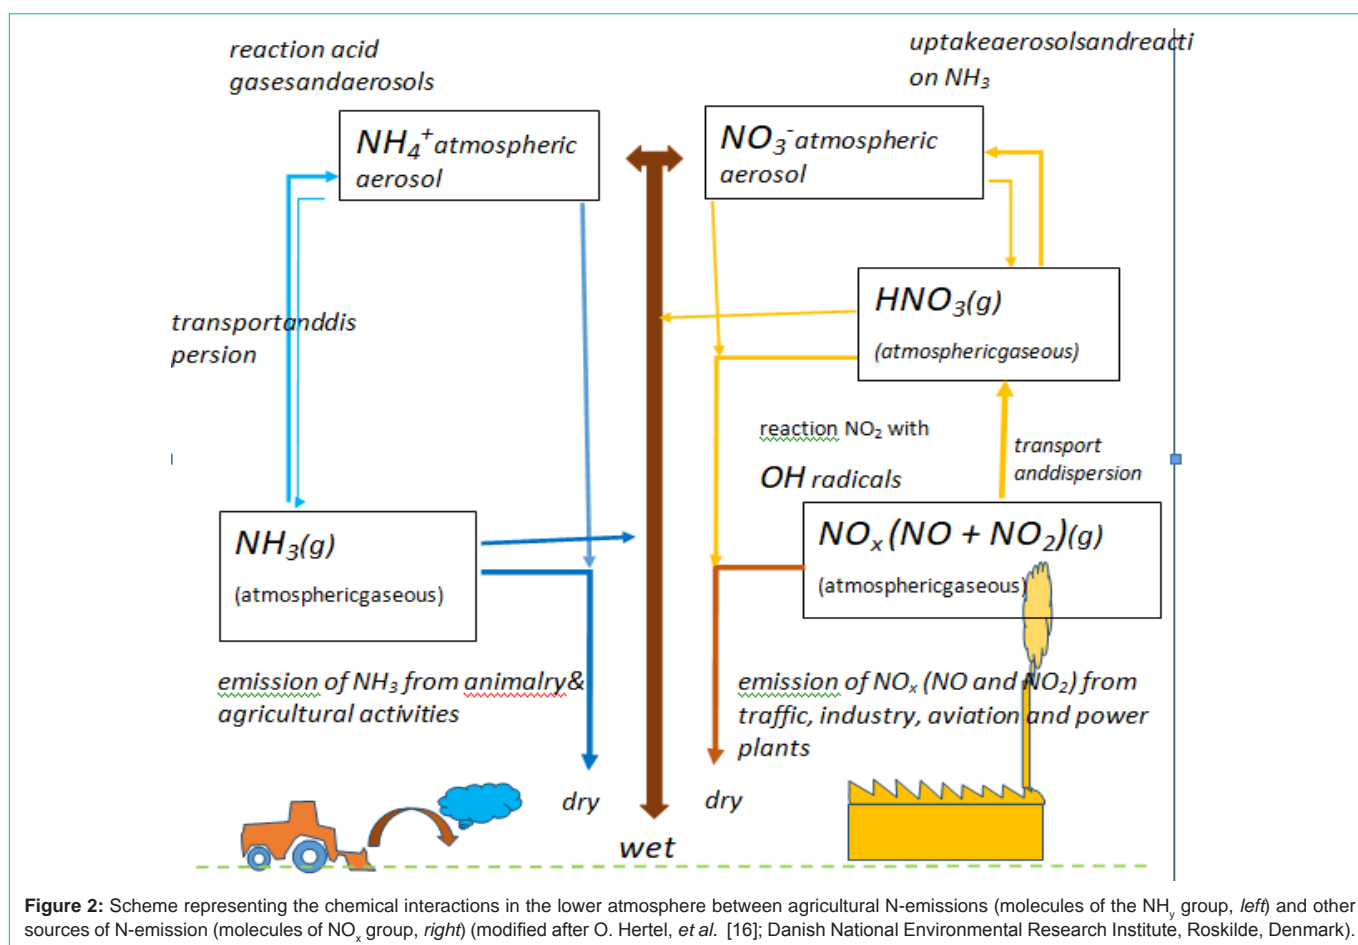 reaction acid
gasesandaerosols
uptakeaerosolsandreacti
on NH₃
NH₄⁺ atmospheric
aerosol
NO₃⁻ atmospheric
aerosol
HNO₃(g)
(atmosphericgaseous)
transportanddis
persion
reaction NO₂ with
OH radicals
transport
anddispersion
NH₃(g)
(atmosphericgaseous)
NOₓ (NO + NO₂)(g)
(atmosphericgaseous)
emission of NH₃ from animalry&
agricultural activities
emission of NOₓ (NO and NO₂) from
traffic, industry, aviation and power
plants
dry
dry
wet
Figure 2: Scheme representing the chemical interactions in the lower atmosphere between agricultural N-emissions (molecules of the NHy group, left) and other
sources of N-emission (molecules of NOₓ group, right) (modified after O. Hertel, et al. [16]; Danish National Environmental Research Institute, Roskilde, Denmark).